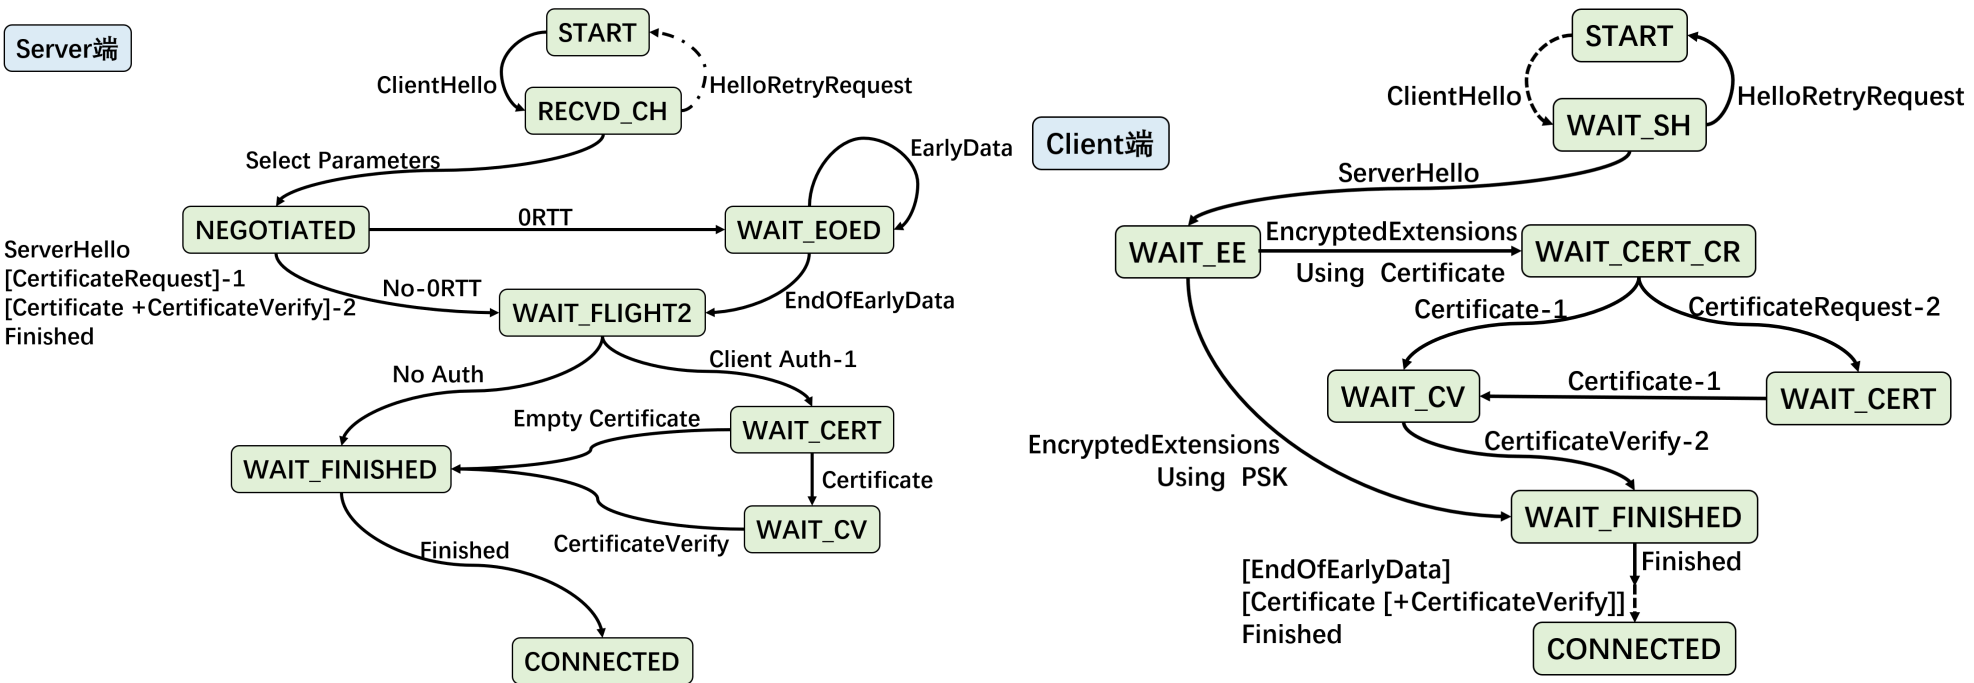 Server端
START
ClientHello
HelloRetryRequest
RECVD_CH
Select Parameters
EarlyData
NEGOTIATED
0RTT
WAIT_EOED
ServerHello
[CertificateRequest]-1
[Certificate +CertificateVerify]-2
Finished
No-0RTT
EndOfEarlyData
WAIT_FLIGHT2
No Auth
Client Auth-1
Empty Certificate
WAIT_CERT
WAIT_FINISHED
Certificate
WAIT_CV
CertificateVerify
Finished
CONNECTED
Client端
START
ClientHello
HelloRetryRequest
WAIT_SH
ServerHello
WAIT_EE
EncryptedExtensions
Using Certificate
WAIT_CERT_CR
Certificate-1
CertificateRequest-2
WAIT_CV
Certificate-1
WAIT_CERT
CertificateVerify-2
EncryptedExtensions
Using PSK
WAIT_FINISHED
Finished
[EndOfEarlyData]
[Certificate [+CertificateVerify]]
Finished
CONNECTED